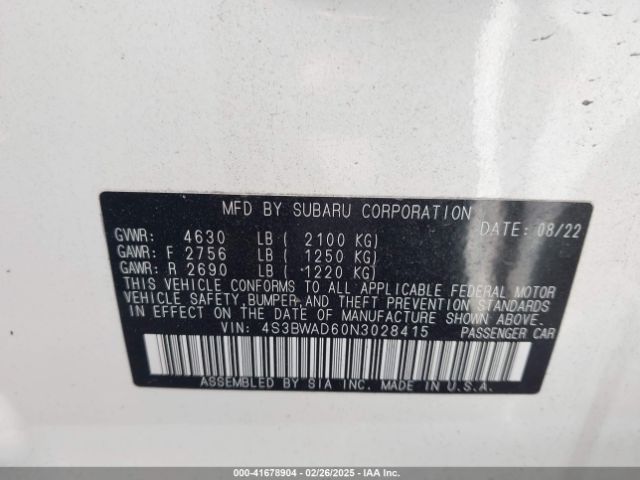 MFD BY SUBARU CORPORATION
DATE: 08/22
GVWR: 4630 LB ( 2100 KG)
GAWR: F 2756 LB ( 1250 KG)
GAWR: R 2690 LB ( 1220 KG)
THIS VEHICLE CONFORMS TO ALL APPLICABLE FEDERAL MOTOR
VEHICLE SAFETY, BUMPER, AND THEFT PREVENTION STANDARDS
IN EFFECT ON THE DATE OF MANUFACTURE SHOWN ABOVE.
VIN: 4S3BWAD60N3028415 PASSENGER CAR
ASSEMBLED BY SIA INC. MADE IN U.S.A.
000-41678904 / 02/26/2025 - IAA Inc.